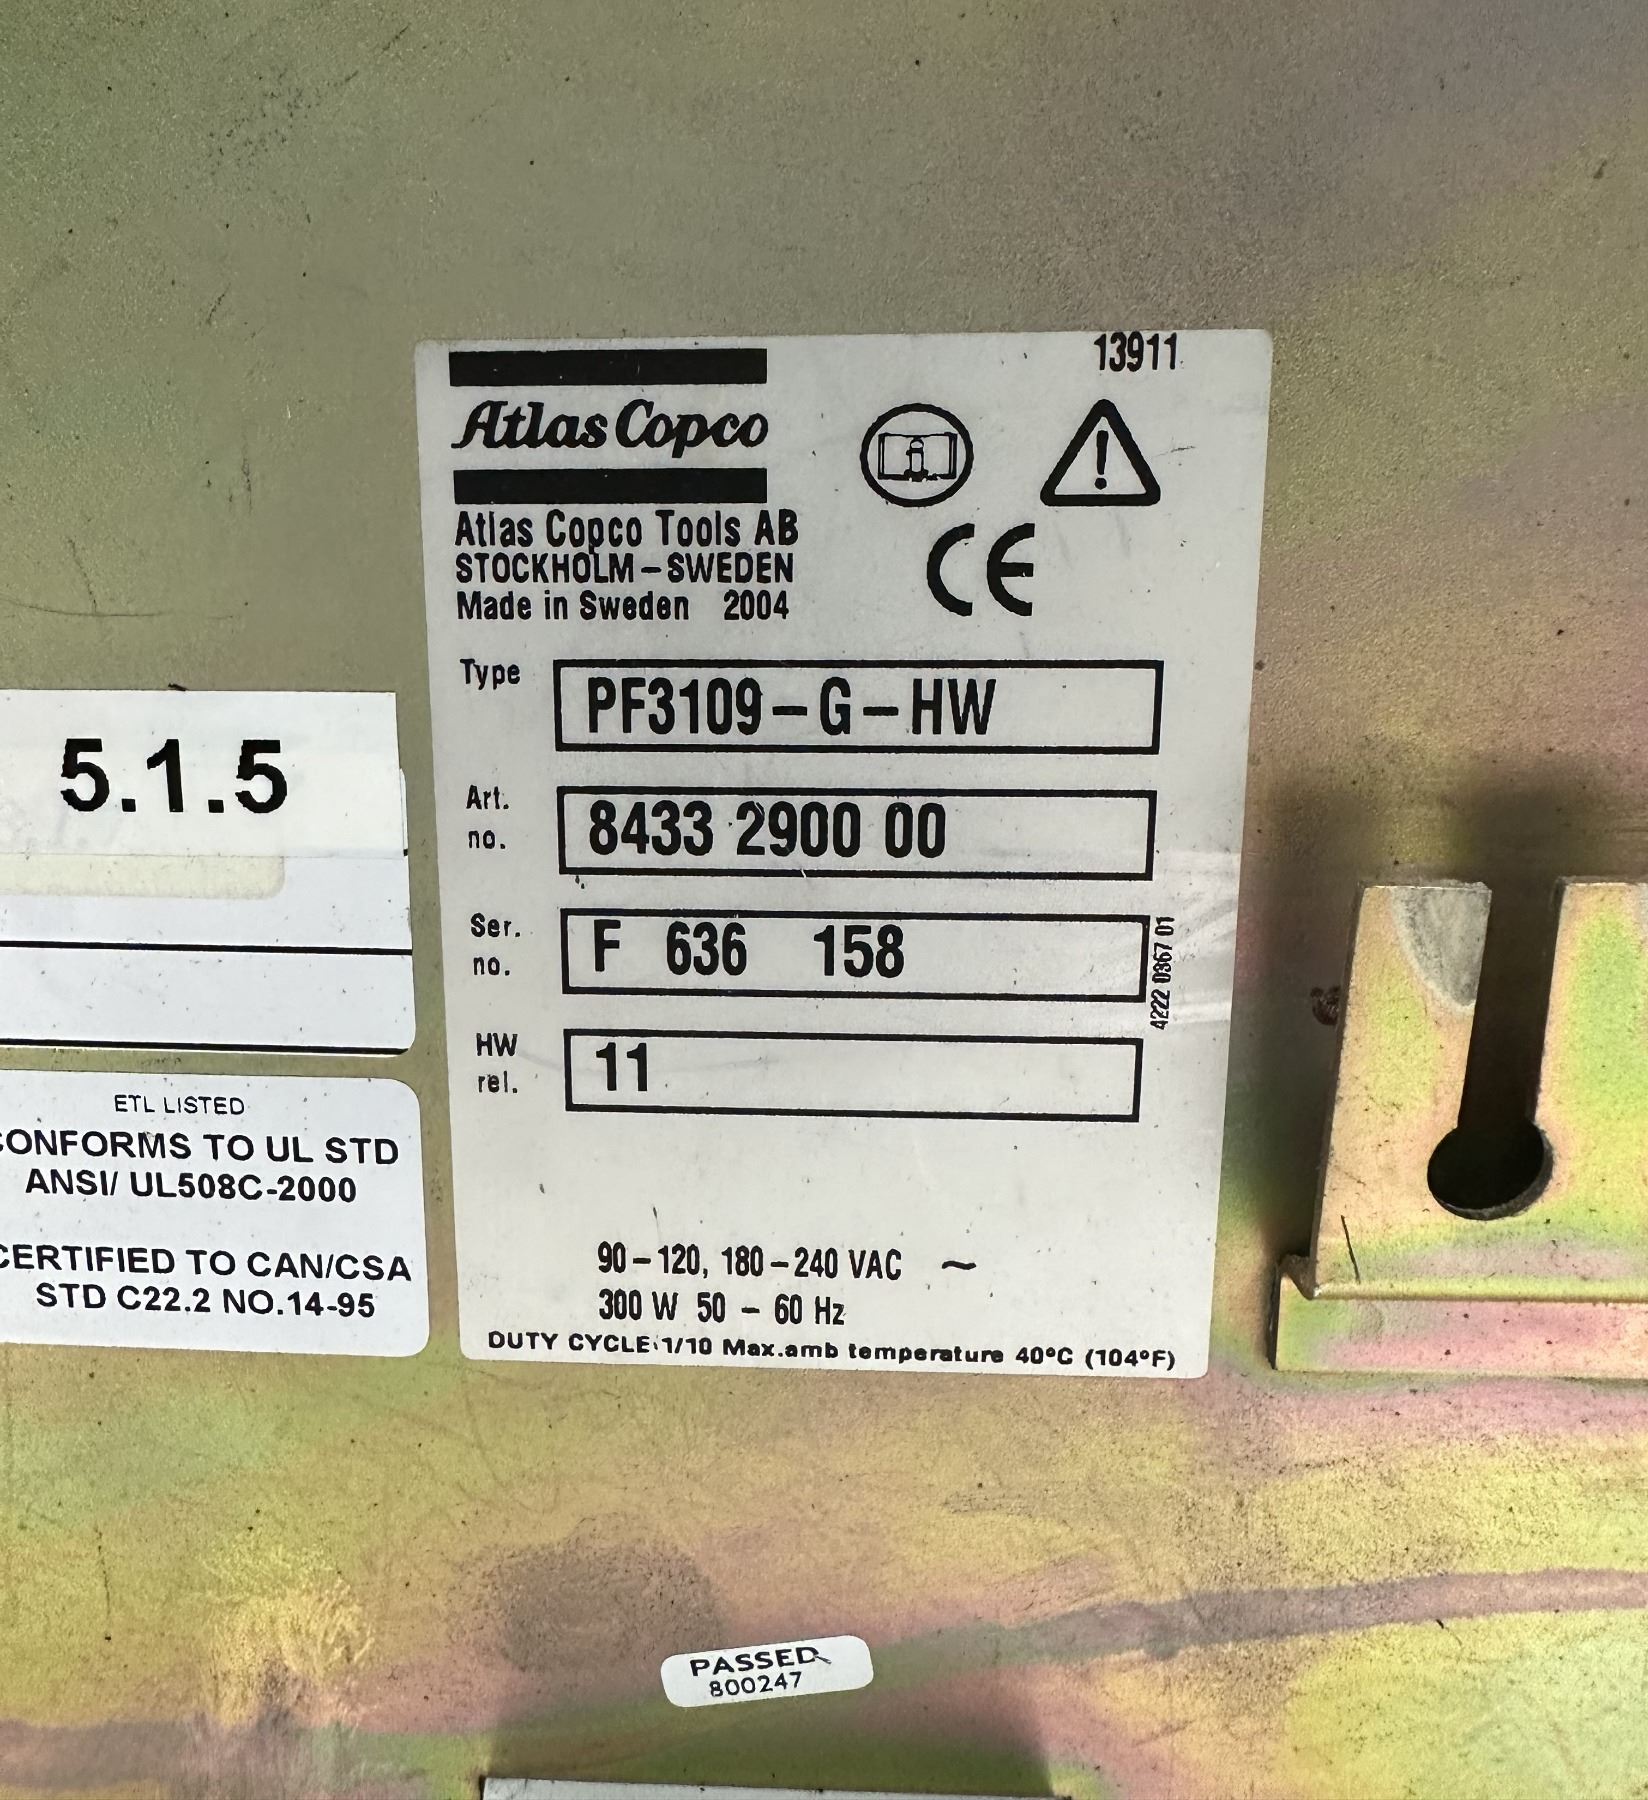 13911
Atlas Copco
Atlas Copco Tools AB
STOCKHOLM–SWEDEN
Made in Sweden 2004
CE
Type PF3109–G–HW
Art. no. 8433 2900 00
Ser. no. F 636 158
4222 0367 01
HW rel. 11
90–120, 180–240 VAC ~
300 W 50 – 60 Hz
DUTY CYCLE:1/10 Max.amb temperature 40°C (104°F)
5.1.5
ETL LISTED
CONFORMS TO UL STD
ANSI/ UL508C-2000
CERTIFIED TO CAN/CSA
STD C22.2 NO.14-95
PASSED
800247